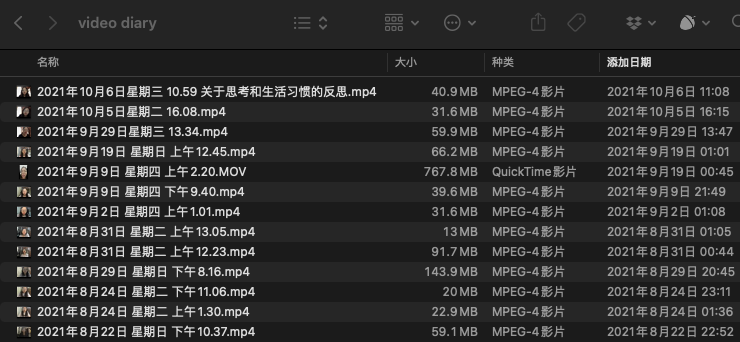 video diary
名称 大小 种类 添加日期
2021年10月6日星期三 10.59 关于思考和生活习惯的反思.mp4 40.9 MB MPEG-4影片 2021年10月6日 11:08
2021年10月5日星期二 16.08.mp4 31.6 MB MPEG-4影片 2021年10月5日 16:15
2021年9月29日星期三 13.34.mp4 59.9 MB MPEG-4影片 2021年9月29日 13:47
2021年9月19日 星期日 上午12.45.mp4 66.2 MB MPEG-4影片 2021年9月19日 01:01
2021年9月9日 星期四 上午2.20.MOV 767.8 MB QuickTime影片 2021年9月19日 00:45
2021年9月9日 星期四 下午9.40.mp4 39.6 MB MPEG-4影片 2021年9月9日 21:49
2021年9月2日 星期四 上午1.01.mp4 31.6 MB MPEG-4影片 2021年9月2日 01:08
2021年8月31日 星期二 上午13.05.mp4 13 MB MPEG-4影片 2021年8月31日 01:05
2021年8月31日 星期二 上午12.23.mp4 91.7 MB MPEG-4影片 2021年8月31日 00:44
2021年8月29日 星期日 下午8.16.mp4 143.9 MB MPEG-4影片 2021年8月29日 20:45
2021年8月24日 星期二 下午11.06.mp4 20 MB MPEG-4影片 2021年8月24日 23:11
2021年8月24日 星期二 上午1.30.mp4 22.9 MB MPEG-4影片 2021年8月24日 01:36
2021年8月22日 星期日 下午10.37.mp4 59.1 MB MPEG-4影片 2021年8月22日 22:52